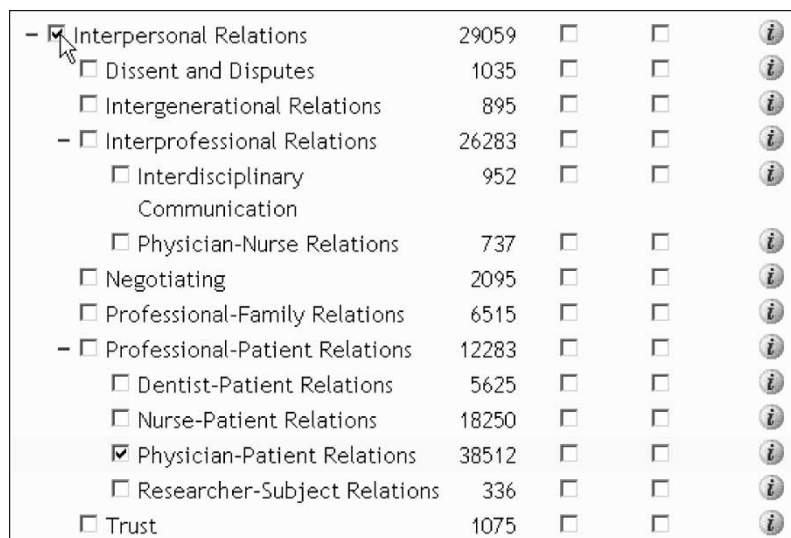 – Interpersonal Relations 29059 i
Dissent and Disputes 1035 i
Intergenerational Relations 895 i
– Interprofessional Relations 26283 i
Interdisciplinary 952 i
Communication
Physician-Nurse Relations 737 i
Negotiating 2095 i
Professional-Family Relations 6515 i
– Professional-Patient Relations 12283 i
Dentist-Patient Relations 5625 i
Nurse-Patient Relations 18250 i
Physician-Patient Relations 38512 i
Researcher-Subject Relations 336 i
Trust 1075 i